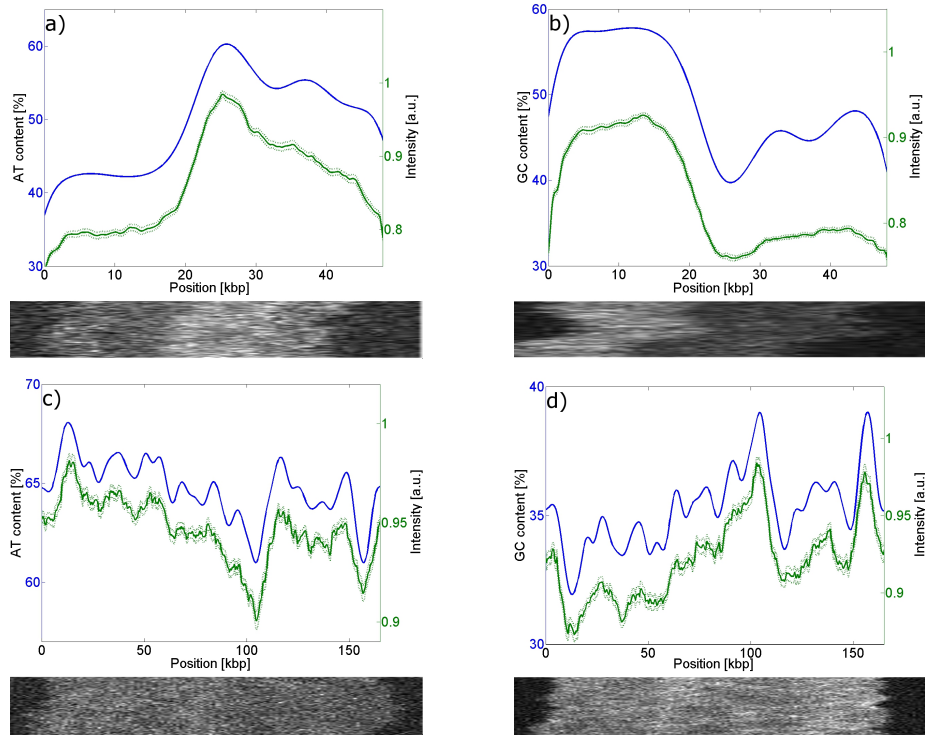 a)
60
50
40
30
AT content [%]
1
0.9
0.8
Intensity [a.u.]
0
10
20
30
40
Position [kbp]
b)
60
50
40
30
GC content [%]
1
0.9
0.8
Intensity [a.u.]
0
10
20
30
40
Position [kbp]
c)
70
65
60
AT content [%]
1
0.95
0.9
Intensity [a.u.]
0
50
100
150
Position [kbp]
d)
40
35
30
GC content [%]
1
0.95
0.9
Intensity [a.u.]
0
50
100
150
Position [kbp]